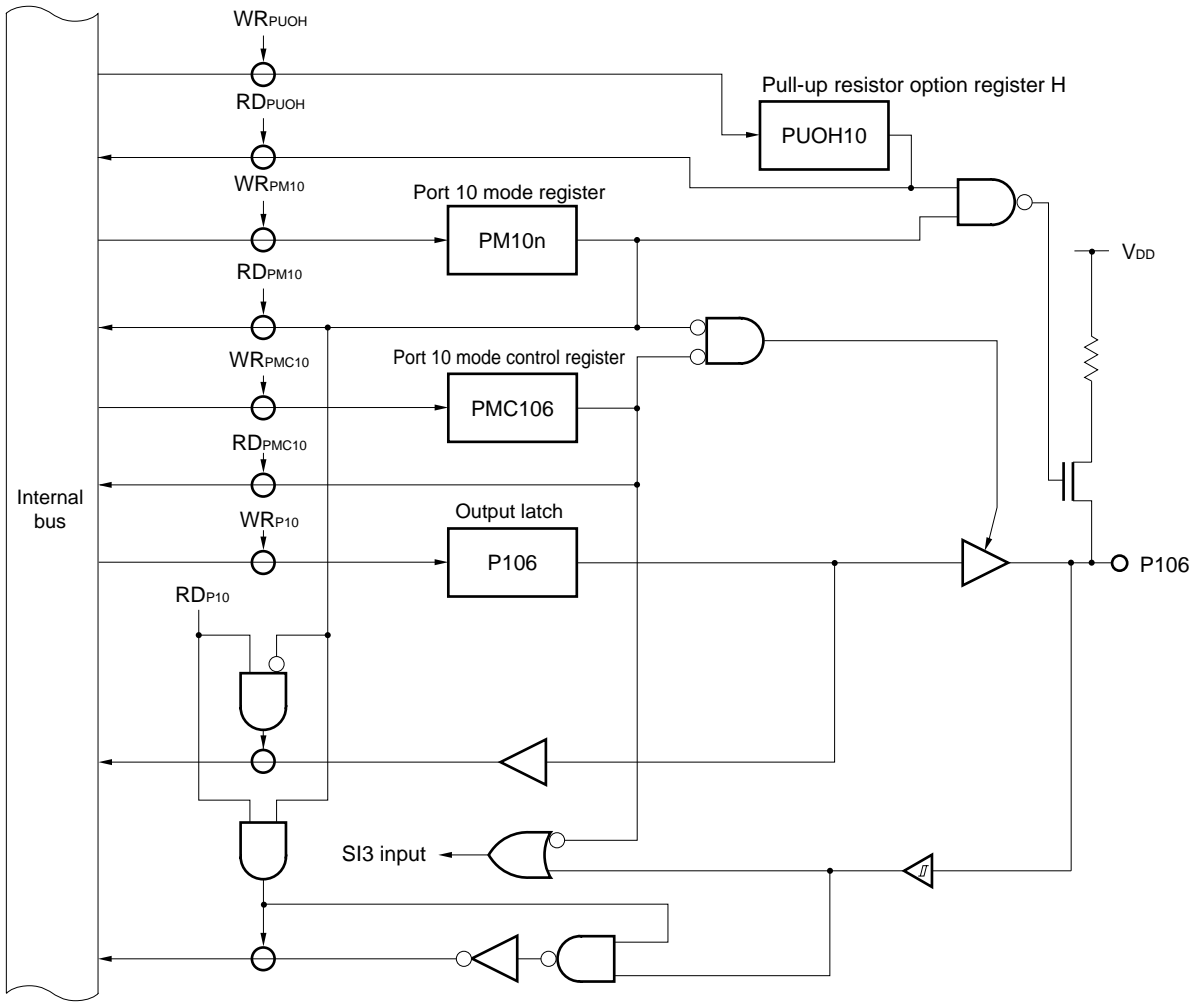 WRPUOH
Pull-up resistor option register H
RDPUOH
PUOH10
WRPM10
Port 10 mode register
PM10n
RDPM10
VDD
WRPMC10
Port 10 mode control register
PMC106
RDPMC10
Internal
bus
Output latch
WRP10
P106
P106
RDP10
SI3 input